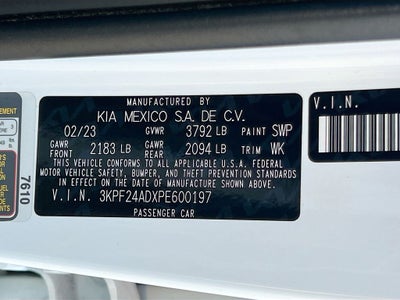 MANUFACTURED BY
KIA MEXICO S.A. DE C.V.
02/23 GVWR 3792 LB PAINT SWP
GAWR FRONT 2183 LB GAWR REAR 2094 LB TRIM WK
THIS VEHICLE CONFORMS TO ALL APPLICABLE U.S.A. FEDERAL
MOTOR VEHICLE SAFETY, BUMPER, AND THEFT PREVENTION
STANDARDS IN EFFECT ON THE DATE OF MANUFACTURE SHOWN ABOVE.
V.I.N. 3KPF24ADXPE600197
PASSENGER CAR
V.I.N.
7610